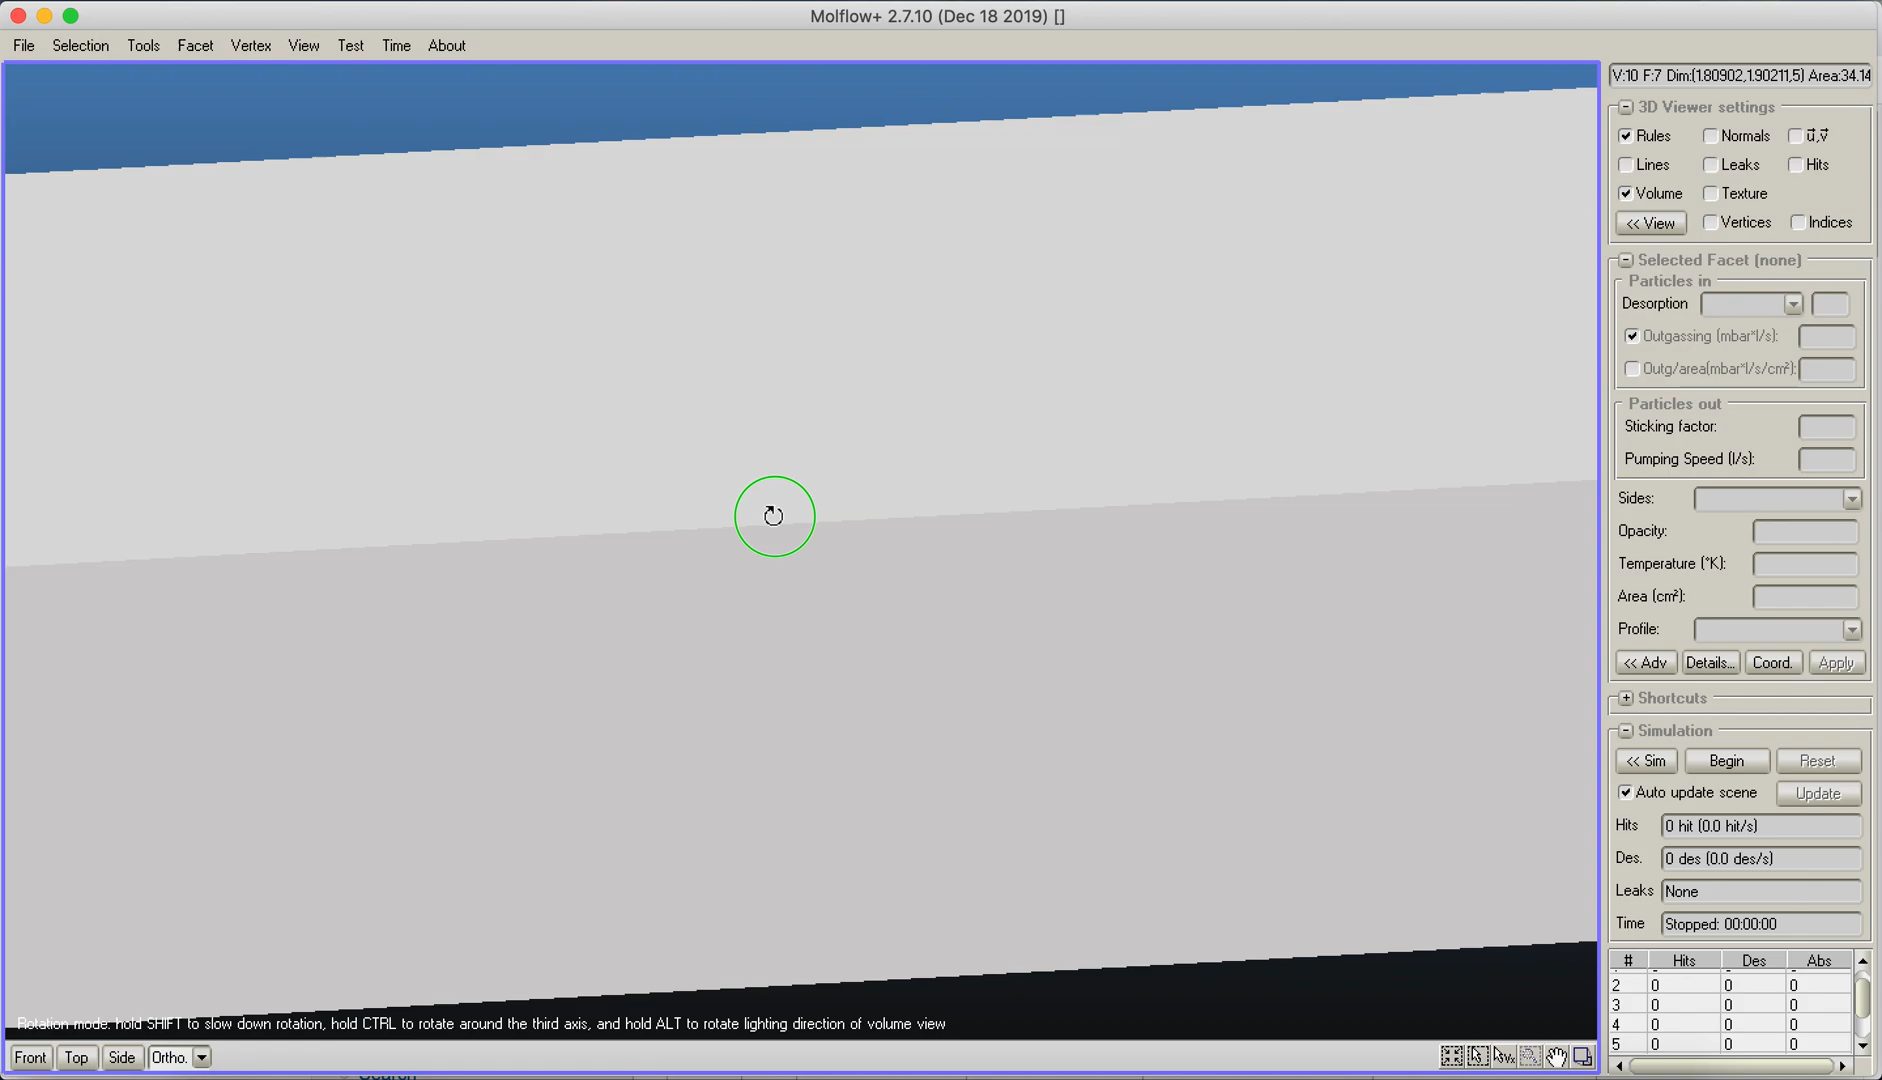 Molflow+ 2.7.10 (Dec 18 2019) []
File Selection Tools Facet Vertex View Test Time About
V:10 F:7 Dim:(1.80902,1.90211,5) Area:34.14
3D Viewer settings
Rules Normals u⃗,v⃗
Lines Leaks Hits
Volume Texture
<< View Vertices Indices
Selected Facet (none)
Particles in
Desorption
Outgassing (mbar*l/s):
Outg/area(mbar*l/s/cm²):
Particles out
Sticking factor:
Pumping Speed (l/s):
Sides:
Opacity:
Temperature (°K):
Area (cm²):
Profile:
<< Adv Details... Coord. Apply
Shortcuts
Simulation
<< Sim Begin Reset
Auto update scene Update
Hits 0 hit (0.0 hit/s)
Des. 0 des (0.0 des/s)
Leaks None
Time Stopped: 00:00:00
# Hits Des Abs
2 0 0 0
3 0 0 0
4 0 0 0
5 0 0 0
Rotation mode: hold SHIFT to slow down rotation, hold CTRL to rotate around the third axis, and hold ALT to rotate lighting direction of volume view
Front Top Side Ortho.